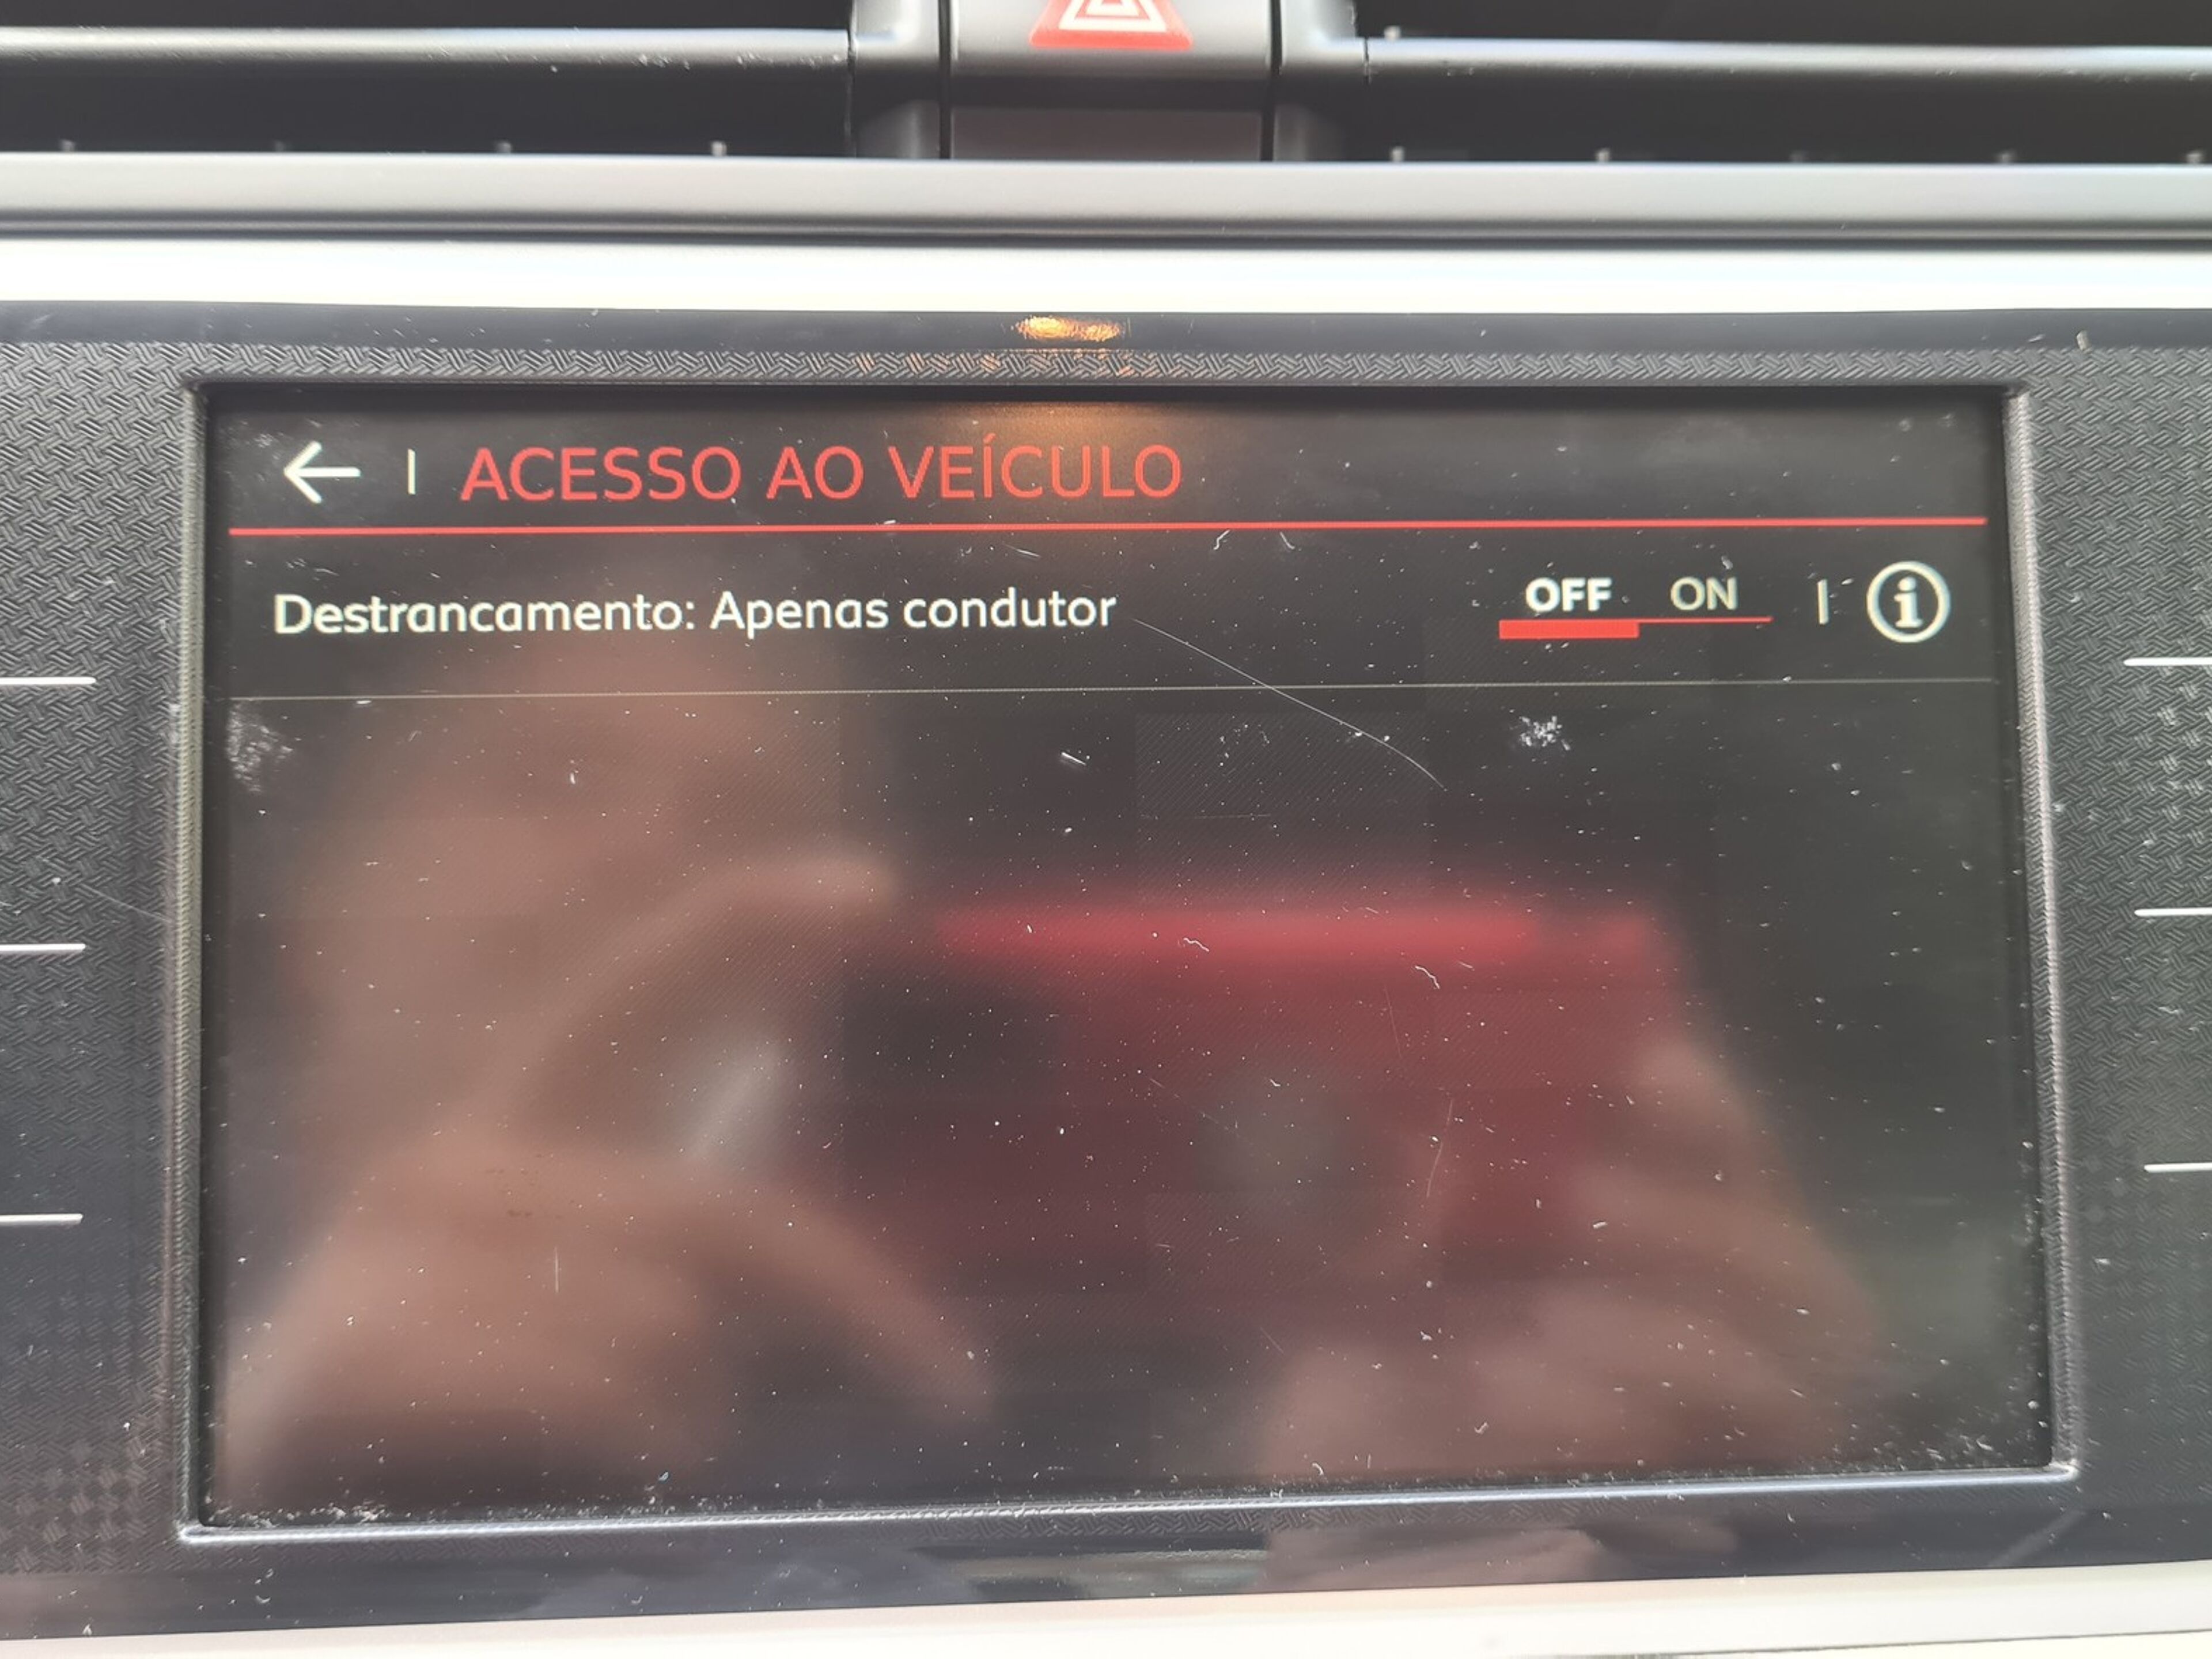 ACESSO AO VEÍCULO
Destrancamento: Apenas condutor OFF ON i